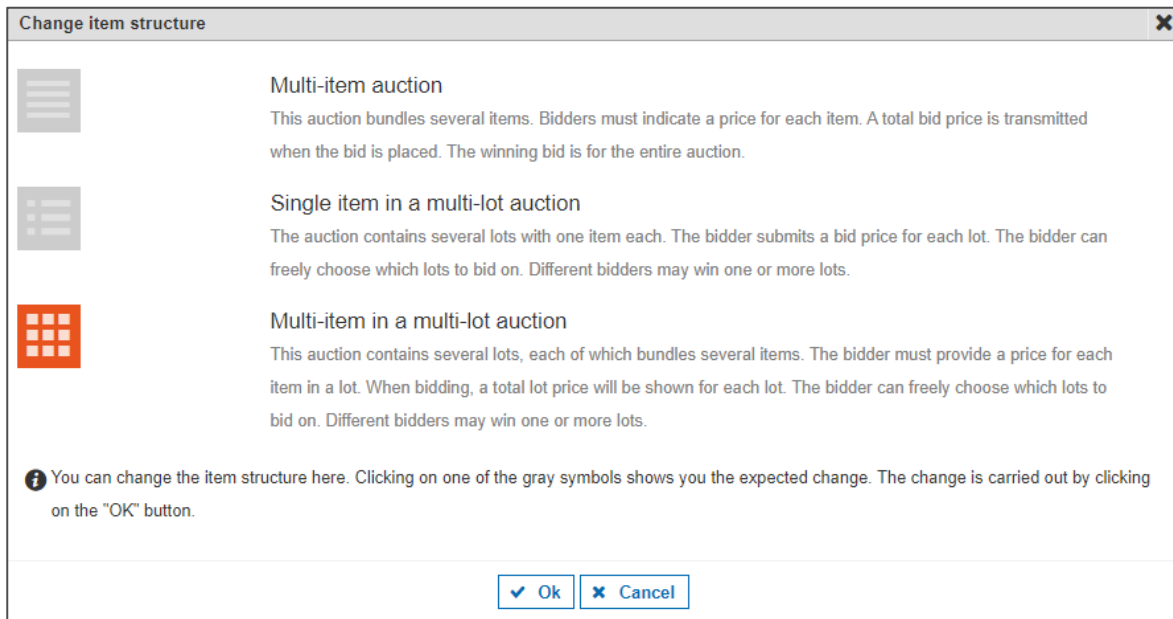 Change item structure
Multi-item auction
This auction bundles several items. Bidders must indicate a price for each item. A total bid price is transmitted
when the bid is placed. The winning bid is for the entire auction.
Single item in a multi-lot auction
The auction contains several lots with one item each. The bidder submits a bid price for each lot. The bidder can
freely choose which lots to bid on. Different bidders may win one or more lots.
Multi-item in a multi-lot auction
This auction contains several lots, each of which bundles several items. The bidder must provide a price for each
item in a lot. When bidding, a total lot price will be shown for each lot. The bidder can freely choose which lots to
bid on. Different bidders may win one or more lots.
You can change the item structure here. Clicking on one of the gray symbols shows you the expected change. The change is carried out by clicking
on the "OK" button.
Ok Cancel